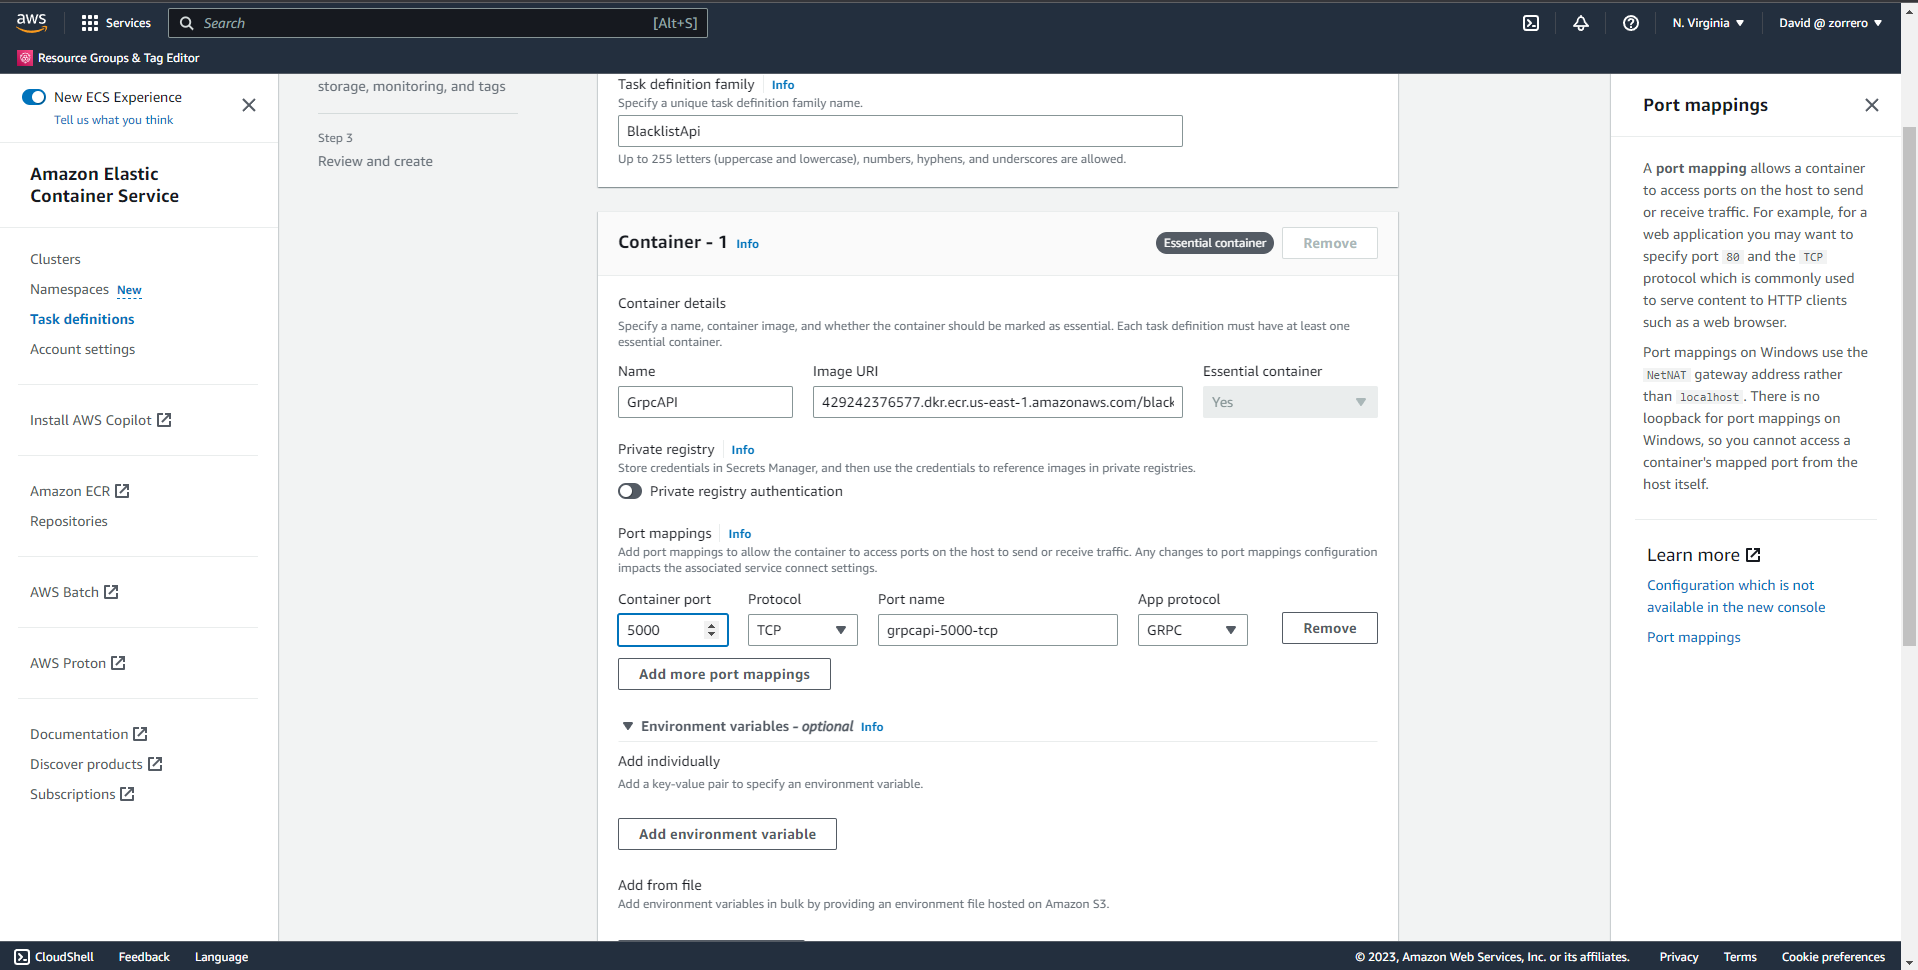 aws
Services
Search
[Alt+S]
N. Virginia
David @ zorrero
Resource Groups & Tag Editor
New ECS Experience
Tell us what you think
Amazon Elastic
Container Service
Clusters
Namespaces New
Task definitions
Account settings
Install AWS Copilot
Amazon ECR
Repositories
AWS Batch
AWS Proton
Documentation
Discover products
Subscriptions
storage, monitoring, and tags
Step 3
Review and create
Task definition family Info
Specify a unique task definition family name.
BlacklistApi
Up to 255 letters (uppercase and lowercase), numbers, hyphens, and underscores are allowed.
Container - 1 Info
Essential container
Remove
Container details
Specify a name, container image, and whether the container should be marked as essential. Each task definition must have at least one
essential container.
Name Image URI Essential container
GrpcAPI 429242376577.dkr.ecr.us-east-1.amazonaws.com/black Yes
Private registry Info
Store credentials in Secrets Manager, and then use the credentials to reference images in private registries.
Private registry authentication
Port mappings Info
Add port mappings to allow the container to access ports on the host to send or receive traffic. Any changes to port mappings configuration
impacts the associated service connect settings.
Container port Protocol Port name App protocol
5000 TCP grpcapi-5000-tcp GRPC Remove
Add more port mappings
Environment variables - optional Info
Add individually
Add a key-value pair to specify an environment variable.
Add environment variable
Add from file
Add environment variables in bulk by providing an environment file hosted on Amazon S3.
Port mappings
A port mapping allows a container
to access ports on the host to send
or receive traffic. For example, for a
web application you may want to
specify port 80 and the TCP
protocol which is commonly used
to serve content to HTTP clients
such as a web browser.
Port mappings on Windows use the
NetNAT gateway address rather
than localhost. There is no
loopback for port mappings on
Windows, so you cannot access a
container's mapped port from the
host itself.
Learn more
Configuration which is not
available in the new console
Port mappings
CloudShell Feedback Language
© 2023, Amazon Web Services, Inc. or its affiliates. Privacy Terms Cookie preferences